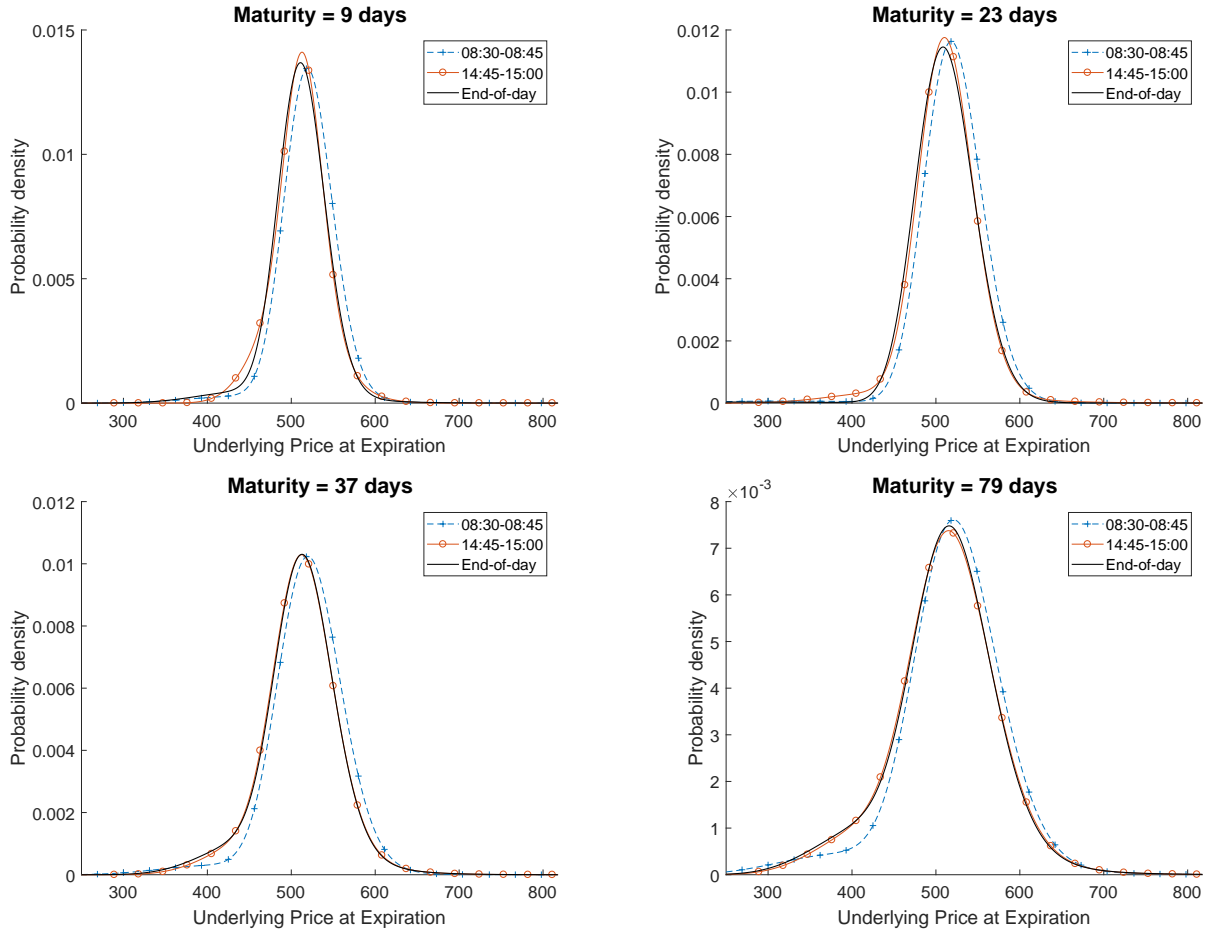 Maturity = 9 days
0.015
0.01
0.005
0
Probability density
300 400 500 600 700 800
Underlying Price at Expiration
08:30-08:45
14:45-15:00
End-of-day
Maturity = 23 days
0.012
0.01
0.008
0.006
0.004
0.002
0
Probability density
300 400 500 600 700 800
Underlying Price at Expiration
08:30-08:45
14:45-15:00
End-of-day
Maturity = 37 days
0.012
0.01
0.008
0.006
0.004
0.002
0
Probability density
300 400 500 600 700 800
Underlying Price at Expiration
08:30-08:45
14:45-15:00
End-of-day
Maturity = 79 days
×10⁻³
8
7
6
5
4
3
2
1
0
Probability density
300 400 500 600 700 800
Underlying Price at Expiration
08:30-08:45
14:45-15:00
End-of-day